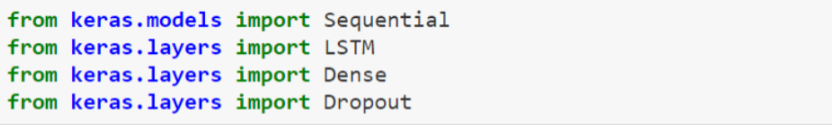 from keras.models import Sequential
from keras.layers import LSTM
from keras.layers import Dense
from keras.layers import Dropout